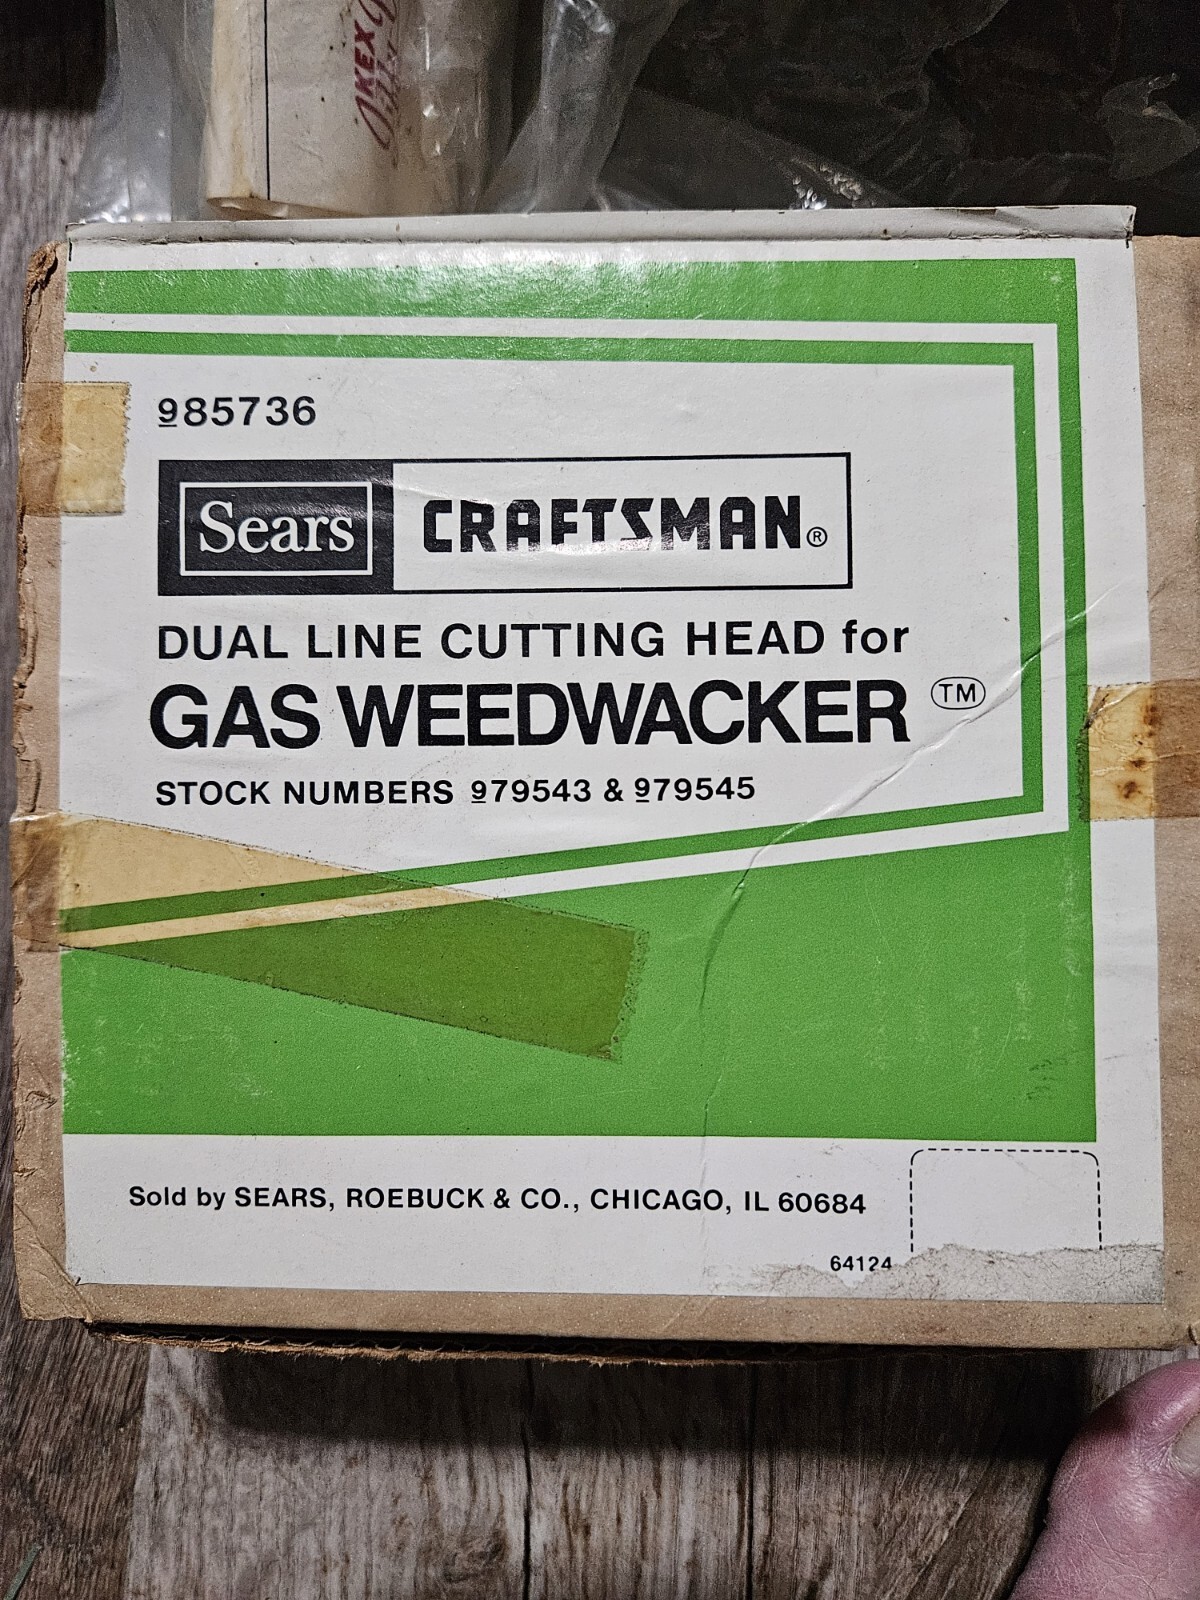 985736
Sears CRAFTSMAN®
DUAL LINE CUTTING HEAD for
GAS WEEDWACKER TM
STOCK NUMBERS 979543 & 979545
Sold by SEARS, ROEBUCK & CO., CHICAGO, IL 60684
64124